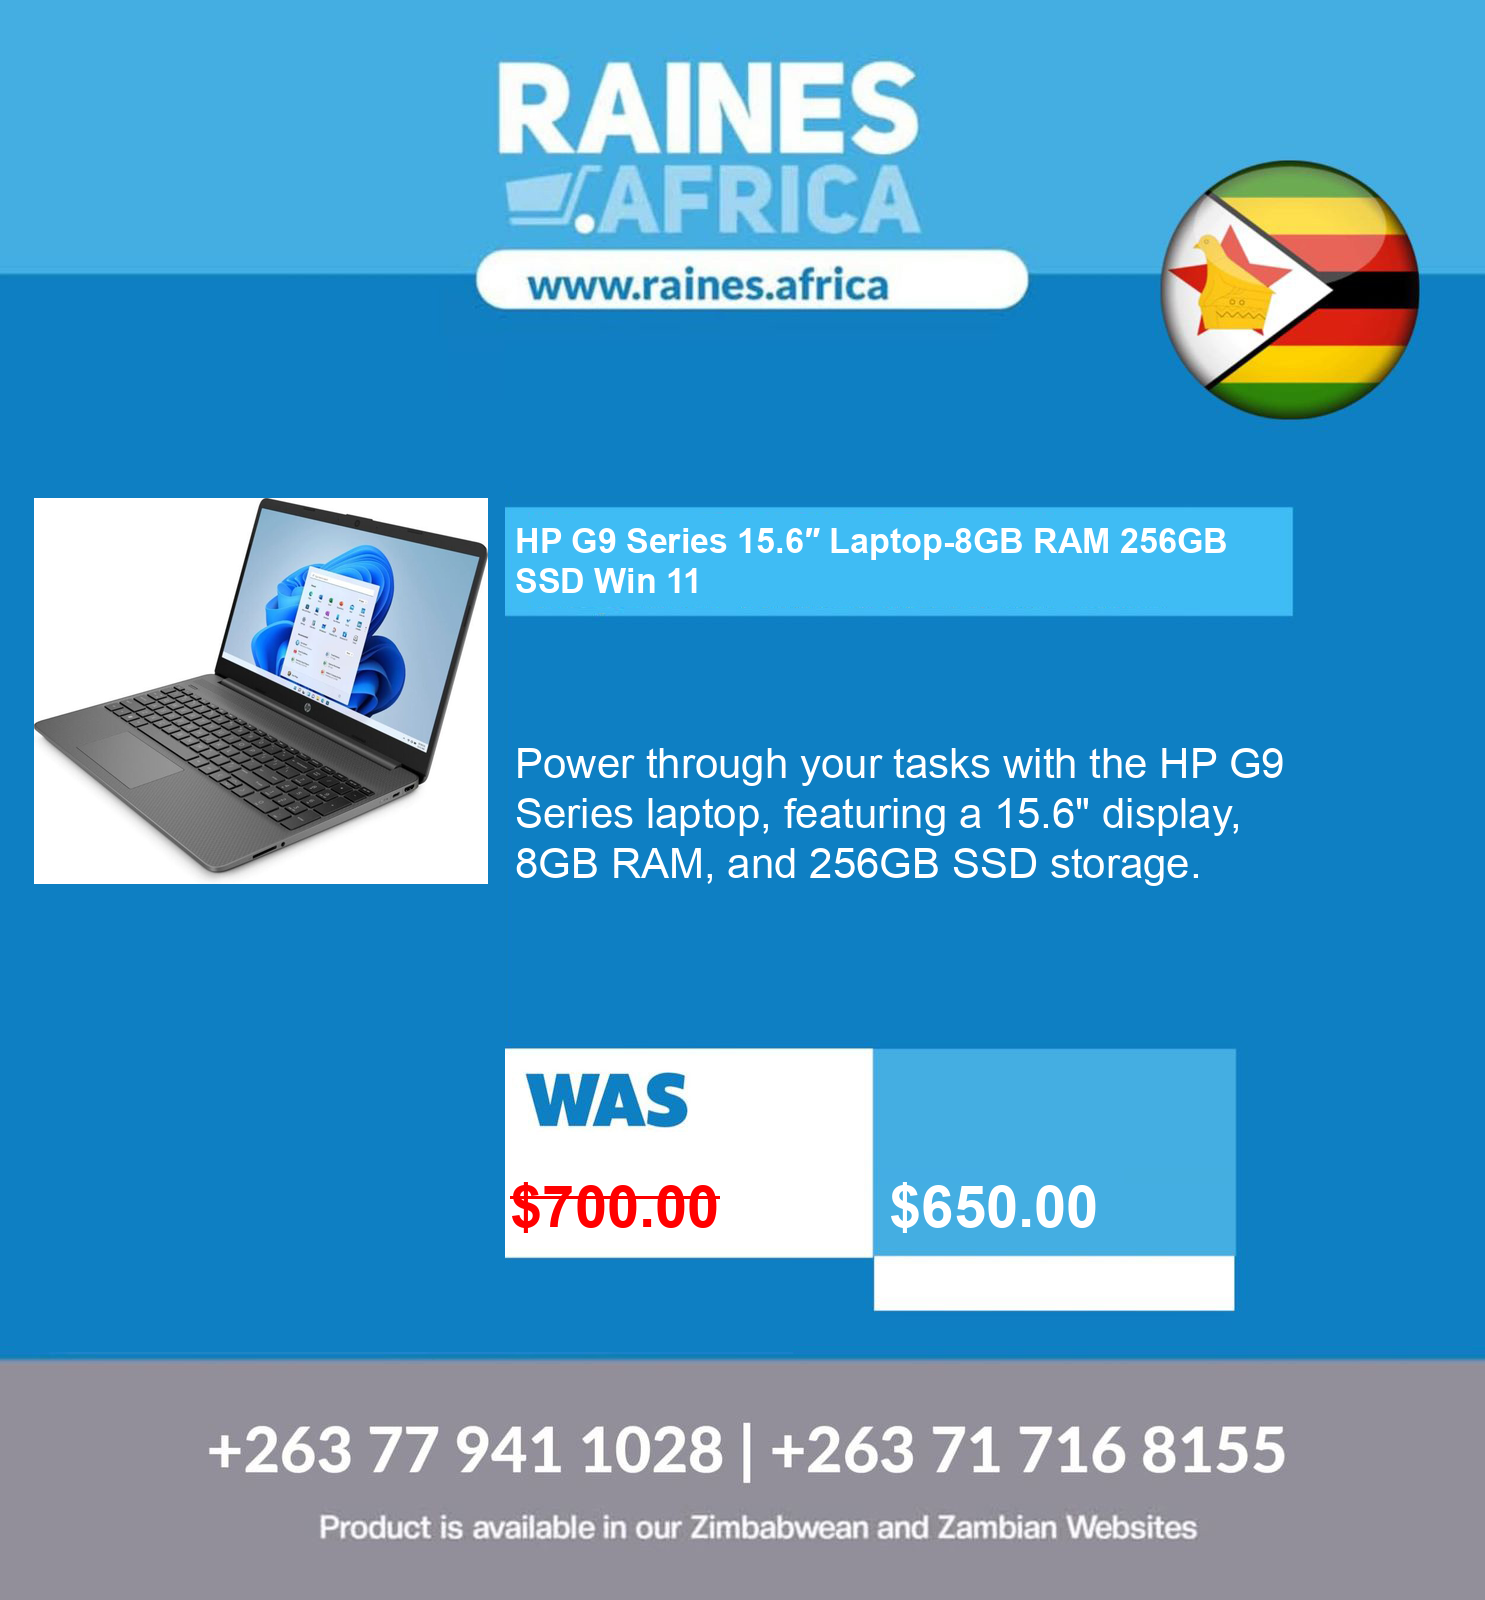 RAINES
.AFRICA
www.raines.africa
HP G9 Series 15.6″ Laptop-8GB RAM 256GB
SSD Win 11
Power through your tasks with the HP G9
Series laptop, featuring a 15.6" display,
8GB RAM, and 256GB SSD storage.
WAS
$700.00
$650.00
+263 77 941 1028 | +263 71 716 8155
Product is available in our Zimbabwean and Zambian Websites